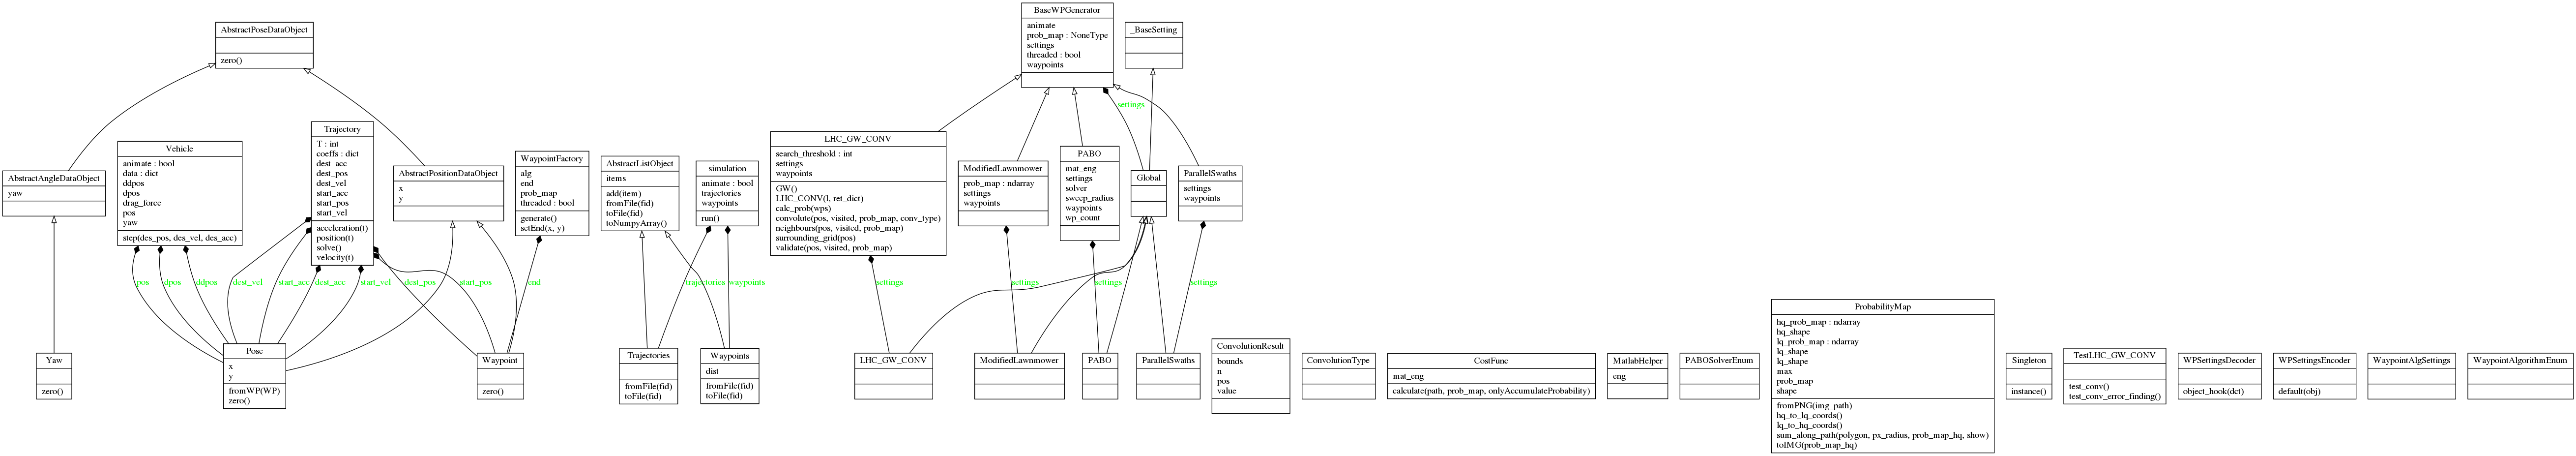 AbstractPoseDataObject
zero()
AbstractAngleDataObject
yaw
Vehicle
animate : bool
data : dict
ddpos
dpos
drag_force
pos
yaw
step(des_pos, des_vel, des_acc)
Trajectory
T : int
coeffs : dict
dest_acc
dest_pos
dest_vel
start_acc
start_pos
start_vel
acceleration(t)
position(t)
solve()
velocity(t)
AbstractPositionDataObject
x
y
WaypointFactory
alg
end
prob_map
threaded : bool
generate()
setEnd(x, y)
AbstractListObject
items
add(item)
fromFile(fid)
toFile(fid)
toNumpyArray()
simulation
animate : bool
trajectories
waypoints
run()
BaseWPGenerator
animate
prob_map : NoneType
settings
threaded : bool
waypoints
_BaseSetting
settings
LHC_GW_CONV
search_threshold : int
settings
waypoints
GW()
LHC_CONV(l, ret_dict)
calc_prob(wps)
convolute(pos, visited, prob_map, conv_type)
neighbours(pos, visited, prob_map)
surrounding_grid(pos)
validate(pos, visited, prob_map)
ModifiedLawnmower
prob_map : ndarray
settings
waypoints
PABO
mat_eng
settings
solver
sweep_radius
waypoints
wp_count
Global
ParallelSwaths
settings
waypoints
pos
dpos
ddpos
dest_vel
start_acc
dest_acc
start_vel
dest_pos
start_pos
end
trajectories
waypoints
settings
settings
settings
settings
Yaw
zero()
Pose
x
y
fromWP(WP)
zero()
Waypoint
zero()
Trajectories
fromFile(fid)
toFile(fid)
Waypoints
dist
fromFile(fid)
toFile(fid)
LHC_GW_CONV
ModifiedLawnmower
PABO
ParallelSwaths
ConvolutionResult
bounds
n
pos
value
ConvolutionType
CostFunc
mat_eng
calculate(path, prob_map, onlyAccumulateProbability)
MatlabHelper
eng
PABOSolverEnum
ProbabilityMap
hq_prob_map : ndarray
hq_shape
lq_prob_map : ndarray
lq_shape
lq_shape
max
prob_map
shape
fromPNG(img_path)
hq_to_lq_coords()
lq_to_hq_coords()
sum_along_path(polygon, px_radius, prob_map_hq, show)
toIMG(prob_map_hq)
Singleton
instance()
TestLHC_GW_CONV
test_conv()
test_conv_error_finding()
WPSettingsDecoder
object_hook(dct)
WPSettingsEncoder
default(obj)
WaypointAlgSettings
WaypointAlgorithmEnum